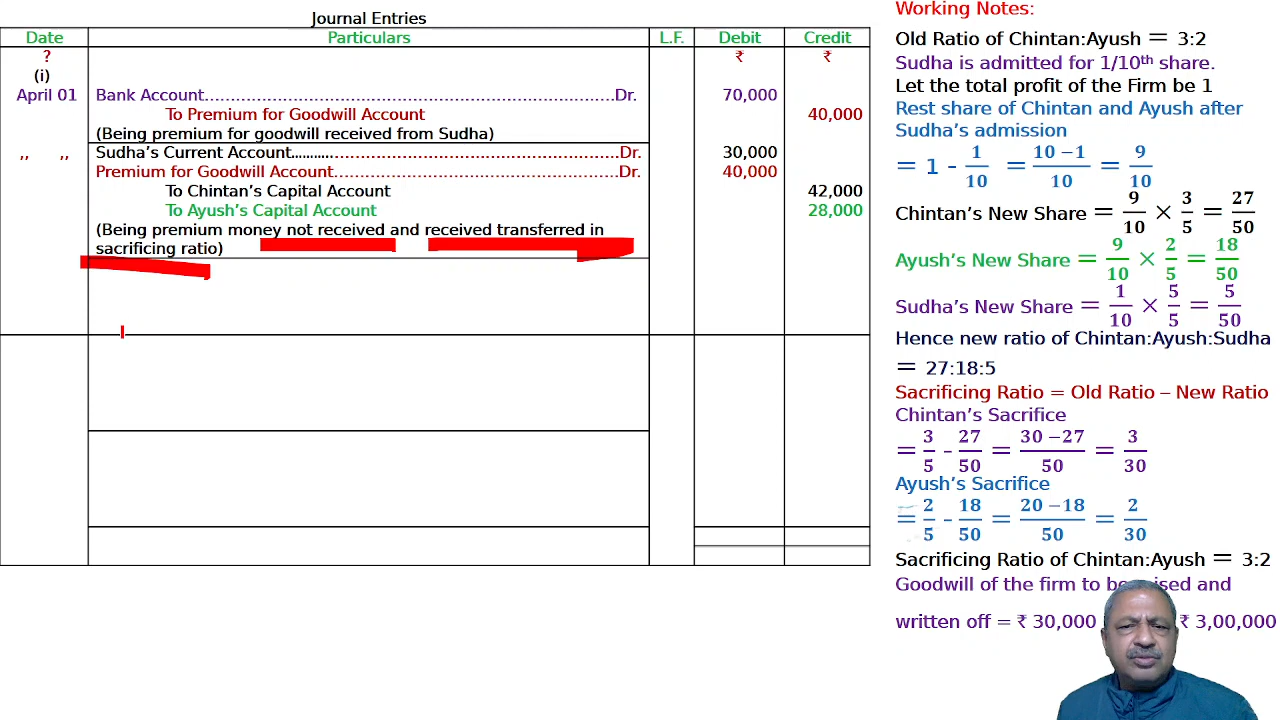 Journal Entries
Date Particulars L.F. Debit Credit
? ₹ ₹
(i)
April 01 Bank Account..................................................................................Dr. 70,000
To Premium for Goodwill Account 40,000
(Being premium for goodwill received from Sudha)
,, ,, Sudha’s Current Account..................................................................Dr. 30,000
Premium for Goodwill Account.........................................................Dr. 40,000
To Chintan’s Capital Account 42,000
To Ayush’s Capital Account 28,000
(Being premium money not received and received transferred in
sacrificing ratio)
Working Notes:
Old Ratio of Chintan:Ayush = 3:2
Sudha is admitted for 1/10th share.
Let the total profit of the Firm be 1
Rest share of Chintan and Ayush after
Sudha’s admission
= 1 - 1/10 = (10 −1)/10 = 9/10
Chintan’s New Share = 9/10 × 3/5 = 27/50
Ayush’s New Share = 9/10 × 2/5 = 18/50
Sudha’s New Share = 1/10 × 5/5 = 5/50
Hence new ratio of Chintan:Ayush:Sudha
= 27:18:5
Sacrificing Ratio = Old Ratio – New Ratio
Chintan’s Sacrifice
= 3/5 - 27/50 = (30 −27)/50 = 3/30
Ayush’s Sacrifice
= 2/5 - 18/50 = (20 −18)/50 = 2/30
Sacrificing Ratio of Chintan:Ayush = 3:2
Goodwill of the firm to be and
written off = ₹ 30,000 ₹ 3,00,000